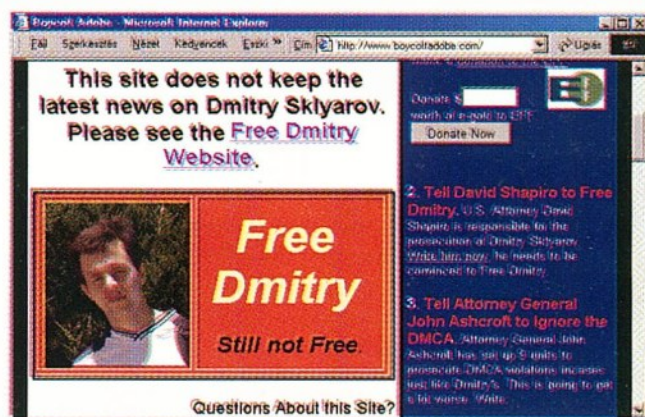 Boycott Adobe - Microsoft Internet Explorer
Fájl Szerkesztés Nézet Kedvencek Eszkö » Cím http://www.boycottadobe.com/ Ugrás
This site does not keep the
latest news on Dmitry Sklyarov.
Please see the Free Dmitry
Website.
Free
Dmitry
Still not Free.
Questions About this Site?
Donate $
worth of e-gold to EFF
Donate Now
2. Tell David Shapiro to Free
Dmitry. U.S. Attorney David
Shapiro is responsible for the
prosecution of Dmitry Sklyarov.
Write him now, he needs to be
convinced to Free Dmitry.
3. Tell Attorney General
John Ashcroft to Ignore the
DMCA. Attorney General John
Ashcroft has set up 9 units to
prosecute DMCA violations
just like Dmitry's. This is going to get
a lot worse. Write